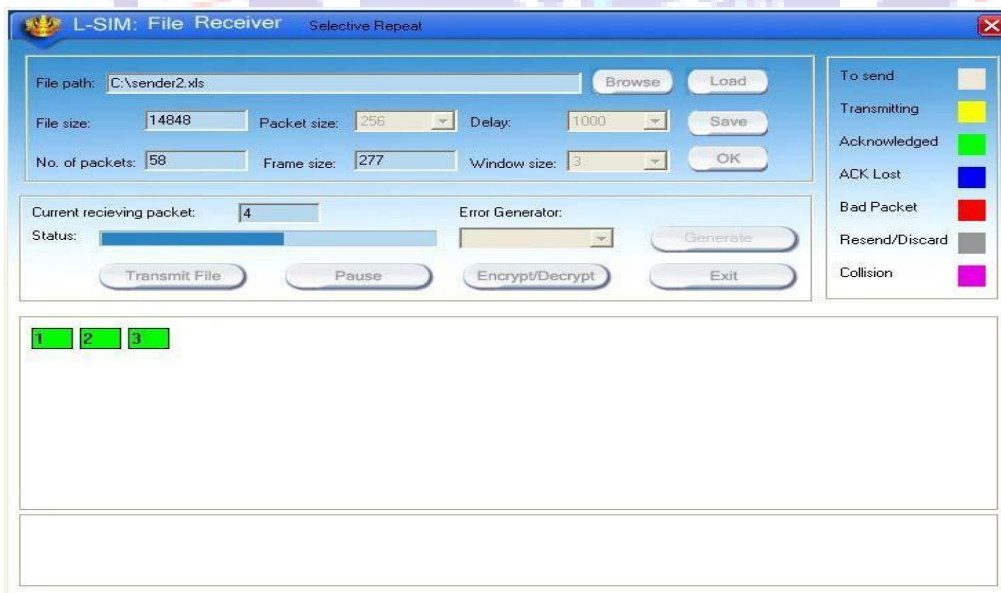 L-SIM: File Receiver Selective Repeat
File path: C:\sender2.xls Browse Load
File size: 14848 Packet size: 256 Delay: 1000 Save
No. of packets: 58 Frame size: 277 Window size: 3 OK
Current recieving packet: 4 Error Generator:
Status: Generate
Transmit File Pause Encrypt/Decrypt Exit
To send
Transmitting
Acknowledged
ACK Lost
Bad Packet
Resend/Discard
Collision
1 2 3